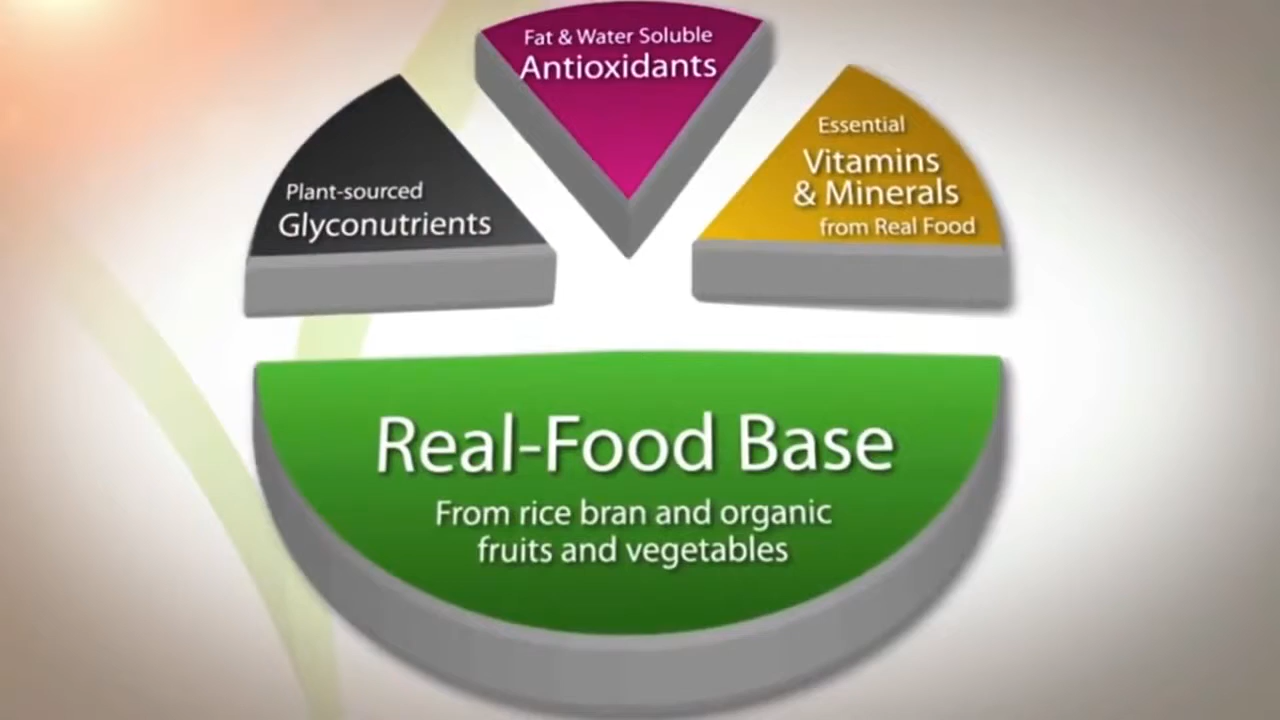 Fat & Water Soluble
Antioxidants
Plant-sourced
Glyconutrients
Essential
Vitamins
& Minerals
from Real Food
Real-Food Base
From rice bran and organic
fruits and vegetables